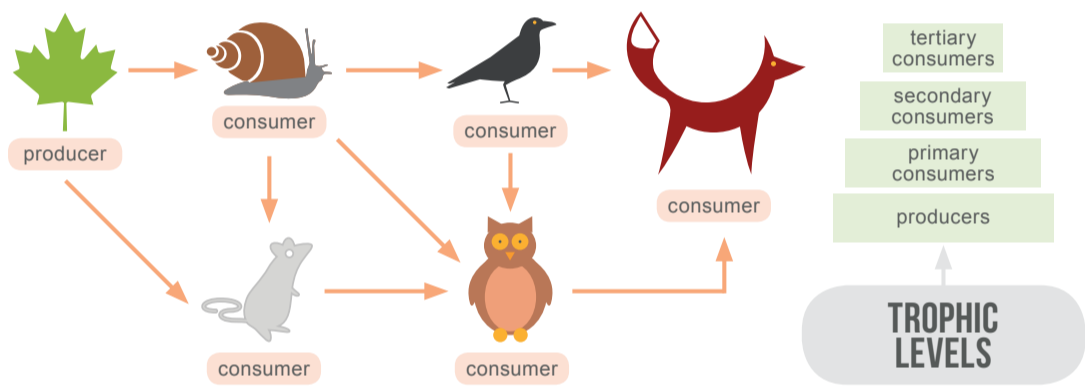 producer
consumer
consumer
consumer
consumer
consumer
tertiary
consumers
secondary
consumers
primary
consumers
producers
TROPHIC
LEVELS